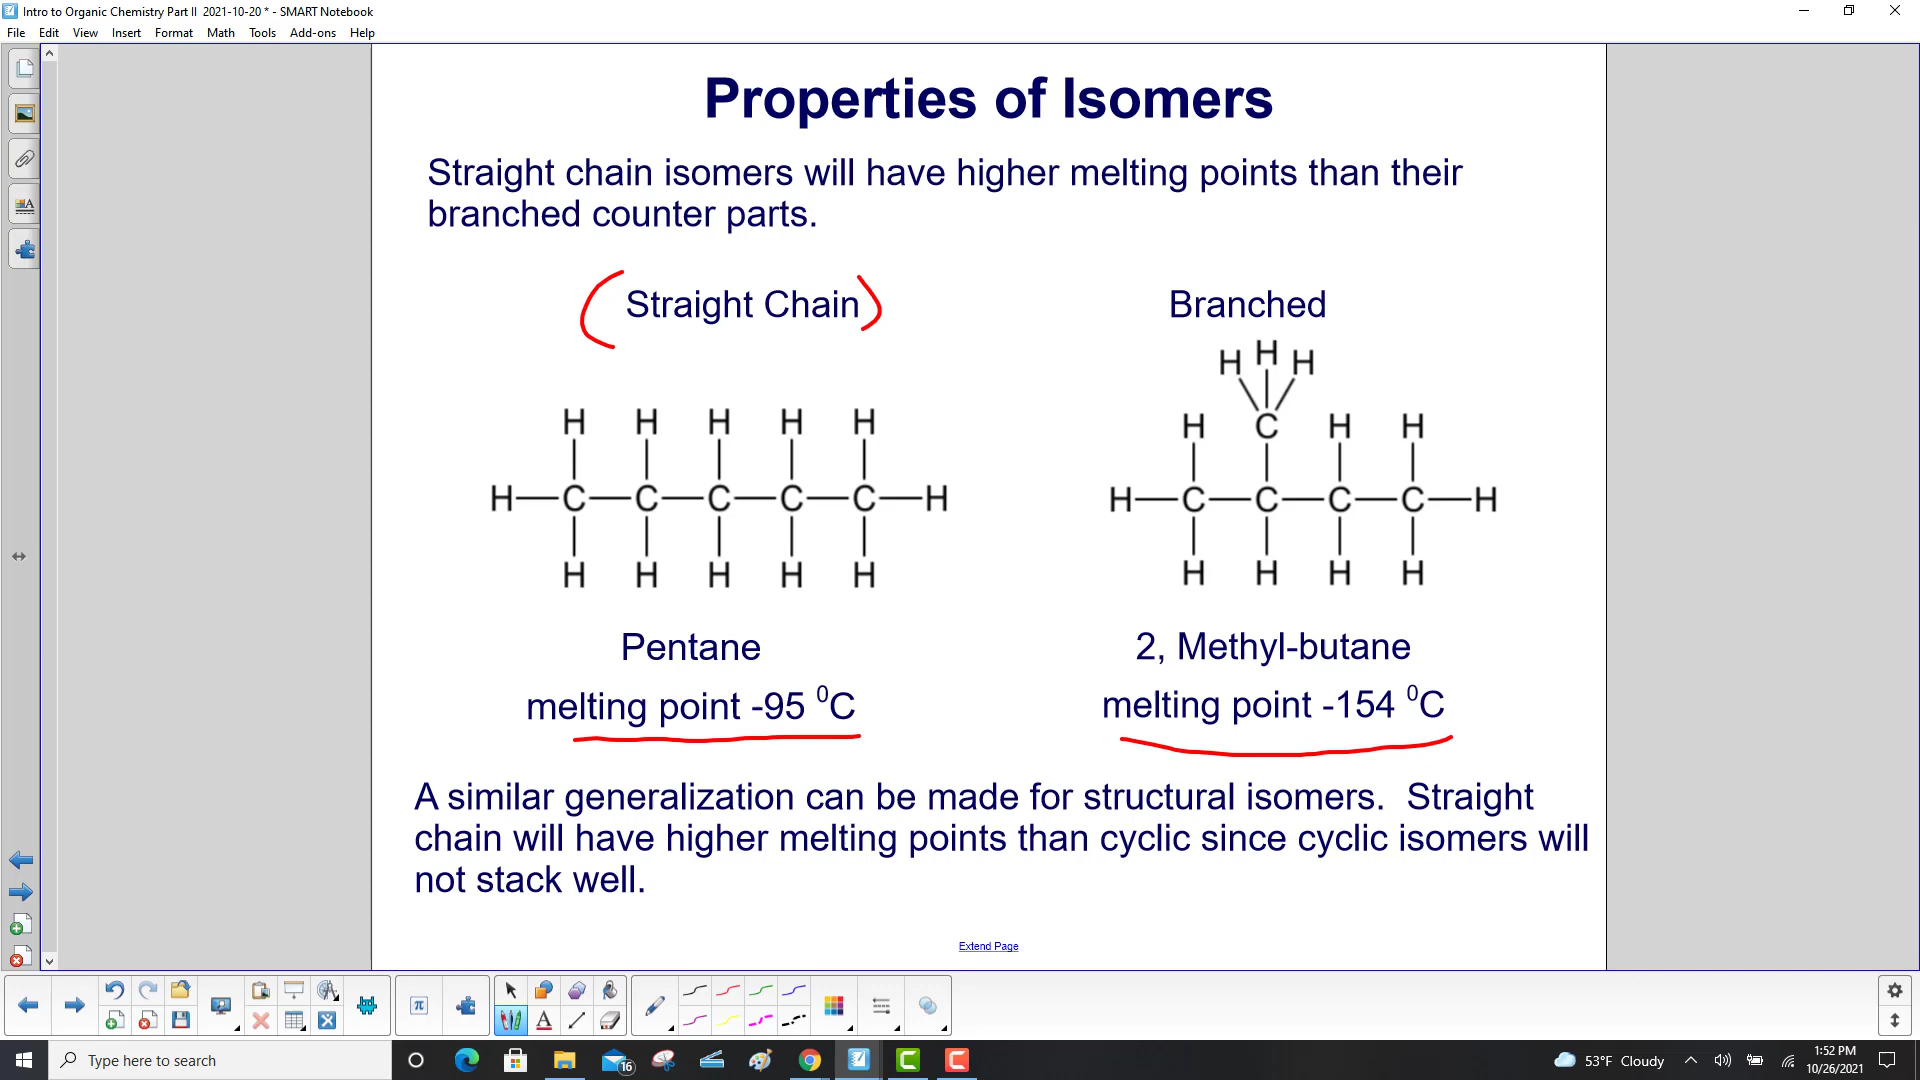 Intro to Organic Chemistry Part II 2021-10-20 * - SMART Notebook
File Edit View Insert Format Math Tools Add-ons Help
Properties of Isomers
Straight chain isomers will have higher melting points than their
branched counter parts.
Straight Chain
Branched
H H H
H H H H H
H C H H
H C C C C C H
H C C C C H
H H H H H
H H H H
Pentane
2, Methyl-butane
melting point -95 ⁰C
melting point -154 ⁰C
A similar generalization can be made for structural isomers. Straight
chain will have higher melting points than cyclic since cyclic isomers will
not stack well.
Extend Page
π
A
Type here to search
16
53°F Cloudy
1:52 PM
10/26/2021